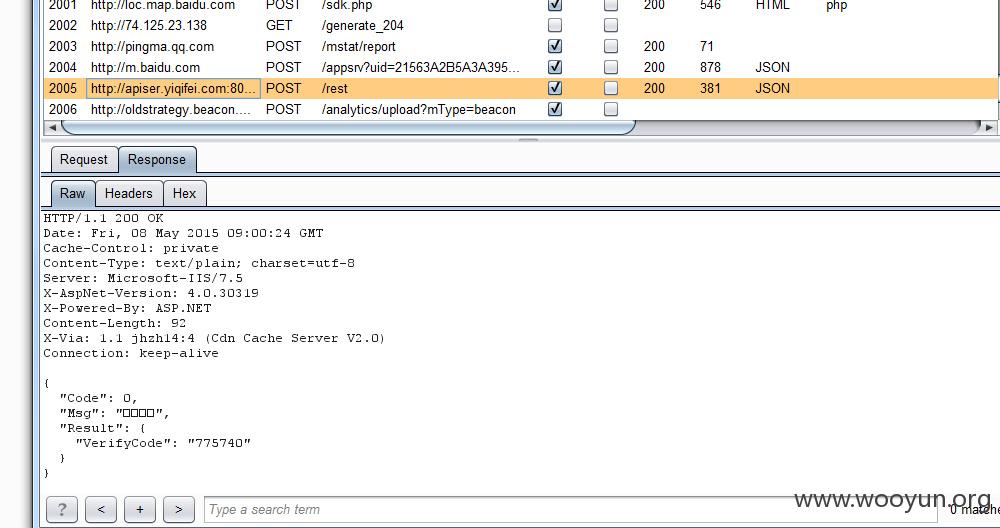 2001 http://loc.map.baidu.com POST /sdk.php 200 546 HTML php
2002 http://74.125.23.138 GET /generate_204
2003 http://pingma.qq.com POST /mstat/report 200 71
2004 http://m.baidu.com POST /appsrv?uid=21563A2B5A3A395... 200 878 JSON
2005 http://apiser.yiqifei.com:80... POST /rest 200 381 JSON
2006 http://oldstrategy.beacon.... POST /analytics/upload?mType=beacon
Request Response
Raw Headers Hex
HTTP/1.1 200 OK
Date: Fri, 08 May 2015 09:00:24 GMT
Cache-Control: private
Content-Type: text/plain; charset=utf-8
Server: Microsoft-IIS/7.5
X-AspNet-Version: 4.0.30319
X-Powered-By: ASP.NET
Content-Length: 92
X-Via: 1.1 jhzh14:4 (Cdn Cache Server V2.0)
Connection: keep-alive
{
"Code": 0,
"Msg": "□□□□",
"Result": {
"VerifyCode": "775740"
}
}
? < + > Type a search term
www.wooyun.org